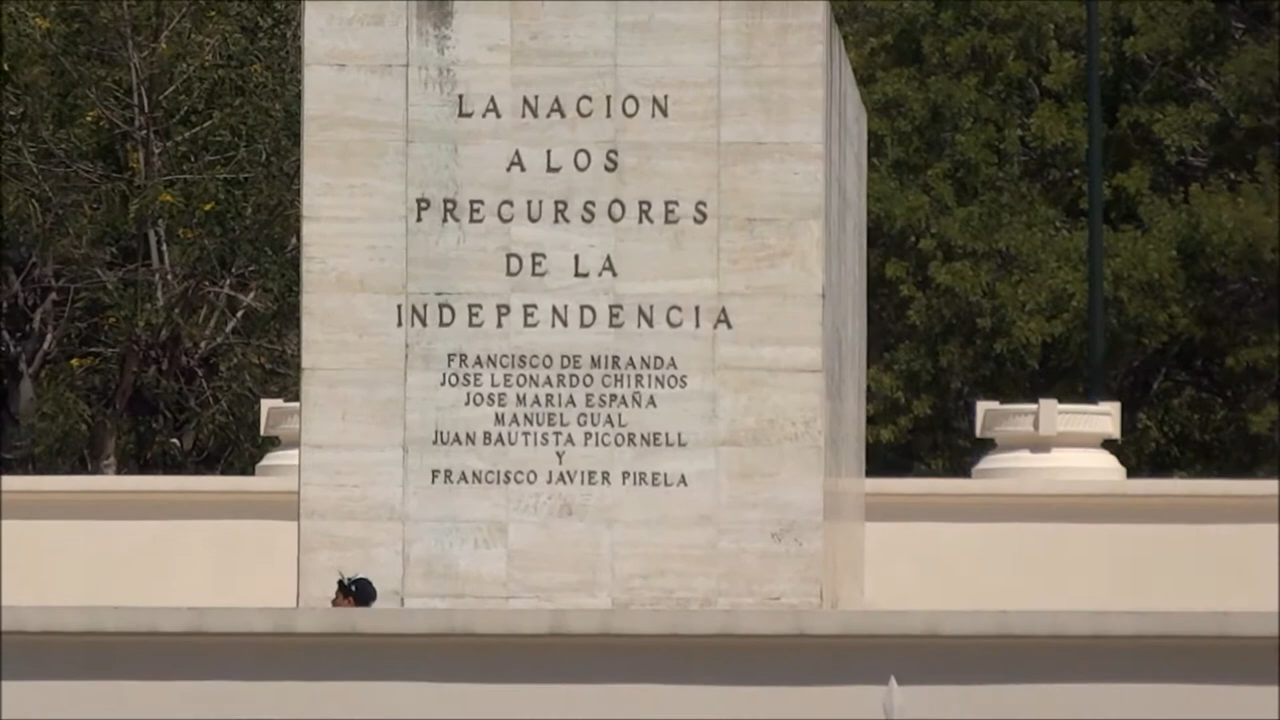 LA NACION
A LOS
PRECURSORES
DE LA
INDEPENDENCIA
FRANCISCO DE MIRANDA
JOSE LEONARDO CHIRINOS
JOSE MARIA ESPAÑA
MANUEL GUAL
JUAN BAUTISTA PICORNELL
Y
FRANCISCO JAVIER PIRELA